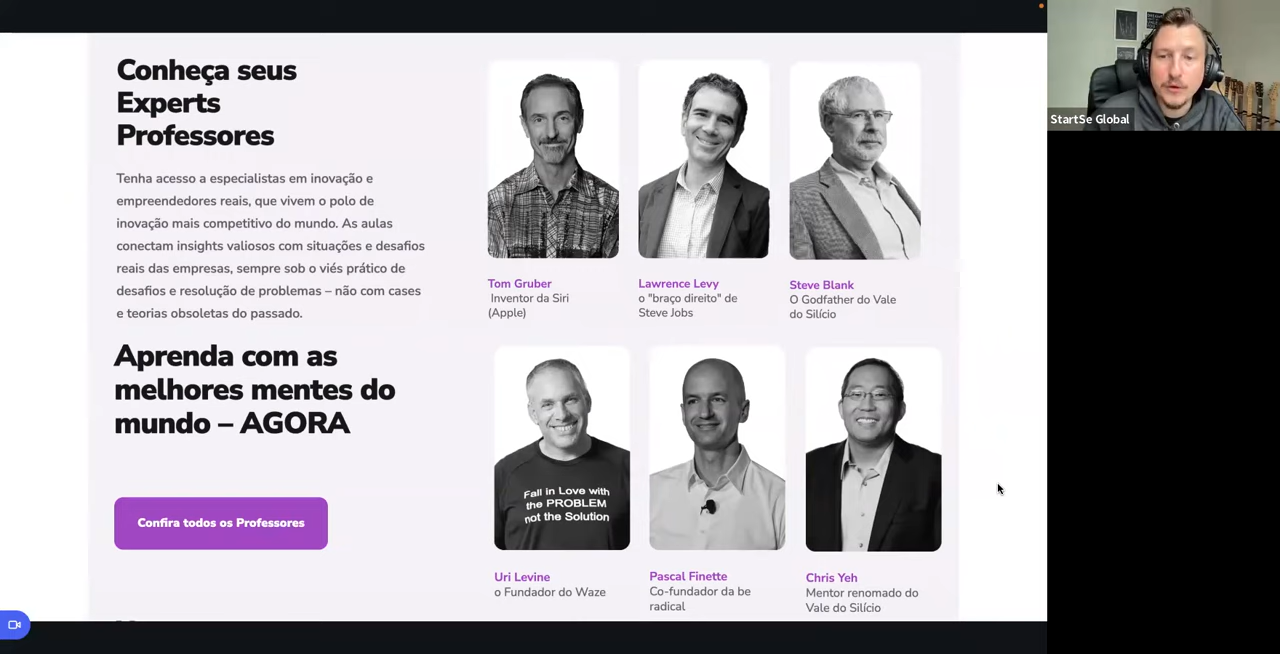 Conheça seus
Experts
Professores
Tenha acesso a especialistas em inovação e
empreendedores reais, que vivem o polo de
inovação mais competitivo do mundo. As aulas
conectam insights valiosos com situações e desafios
reais das empresas, sempre sob o viés prático de
desafios e resolução de problemas – não com cases
e teorias obsoletas do passado.
Aprenda com as
melhores mentes do
mundo – AGORA
Confira todos os Professores
Tom Gruber
Inventor da Siri
(Apple)
Lawrence Levy
o "braço direito" de
Steve Jobs
Steve Blank
O Godfather do Vale
do Silício
Fall in Love with
the PROBLEM
not the Solution
Uri Levine
o Fundador do Waze
Pascal Finette
Co-fundador da be
radical
Chris Yeh
Mentor renomado do
Vale do Silício
StartSe Global